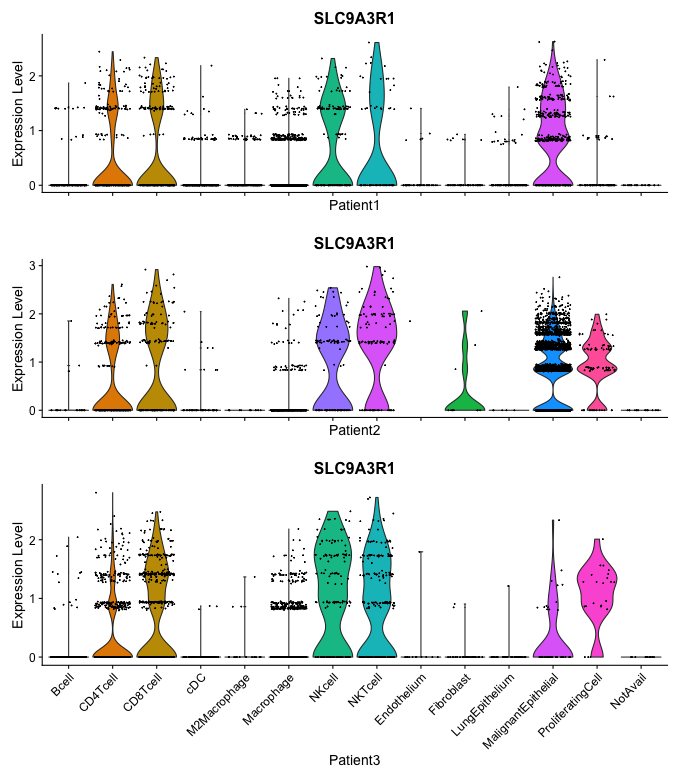 SLC9A3R1
Expression Level
2
1
0
Patient1
SLC9A3R1
Expression Level
3
2
1
0
Patient2
SLC9A3R1
Expression Level
2
1
0
Bcell
CD4Tcell
CD8Tcell
cDC
M2Macrophage
Macrophage
NKcell
NKTcell
Endothelium
Fibroblast
LungEpithelium
MalignantEpithelial
ProliferatingCell
NotAvail
Patient3